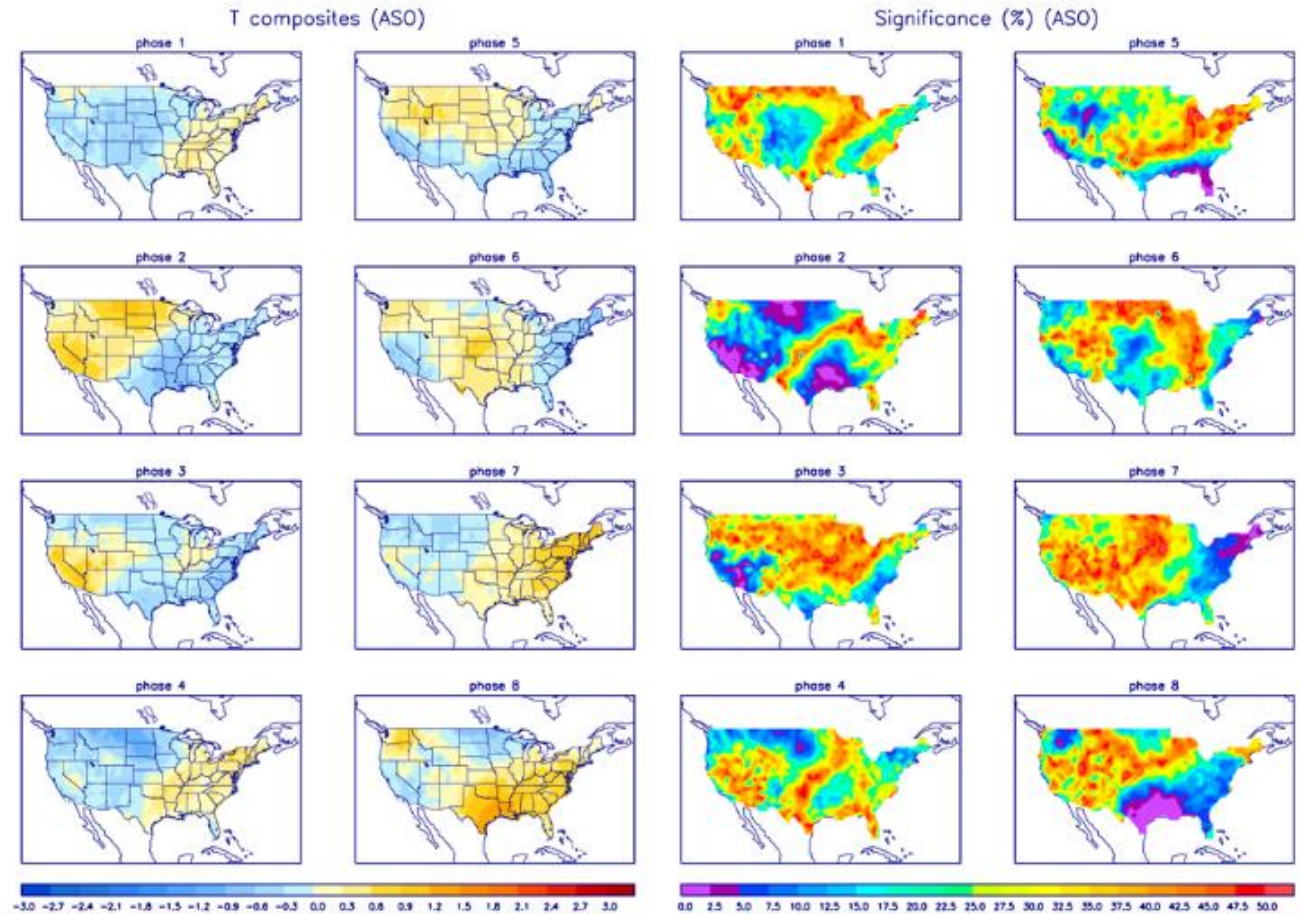 T composites (ASO)
Significance (%) (ASO)
phase 1
phase 5
phase 1
phase 5
phase 2
phase 6
phase 2
phase 6
phase 3
phase 7
phase 3
phase 7
phase 4
phase 8
phase 4
phase 8
-3.0 -2.7 -2.4 -2.1 -1.8 -1.5 -1.2 -0.9 -0.6 -0.3 0.0 0.3 0.6 0.9 1.2 1.5 1.8 2.1 2.4 2.7 3.0
0.0 2.5 5.0 7.5 10.0 12.5 15.0 17.5 20.0 22.5 25.0 27.5 30.0 32.5 35.0 37.5 40.0 42.5 45.0 47.5 50.0